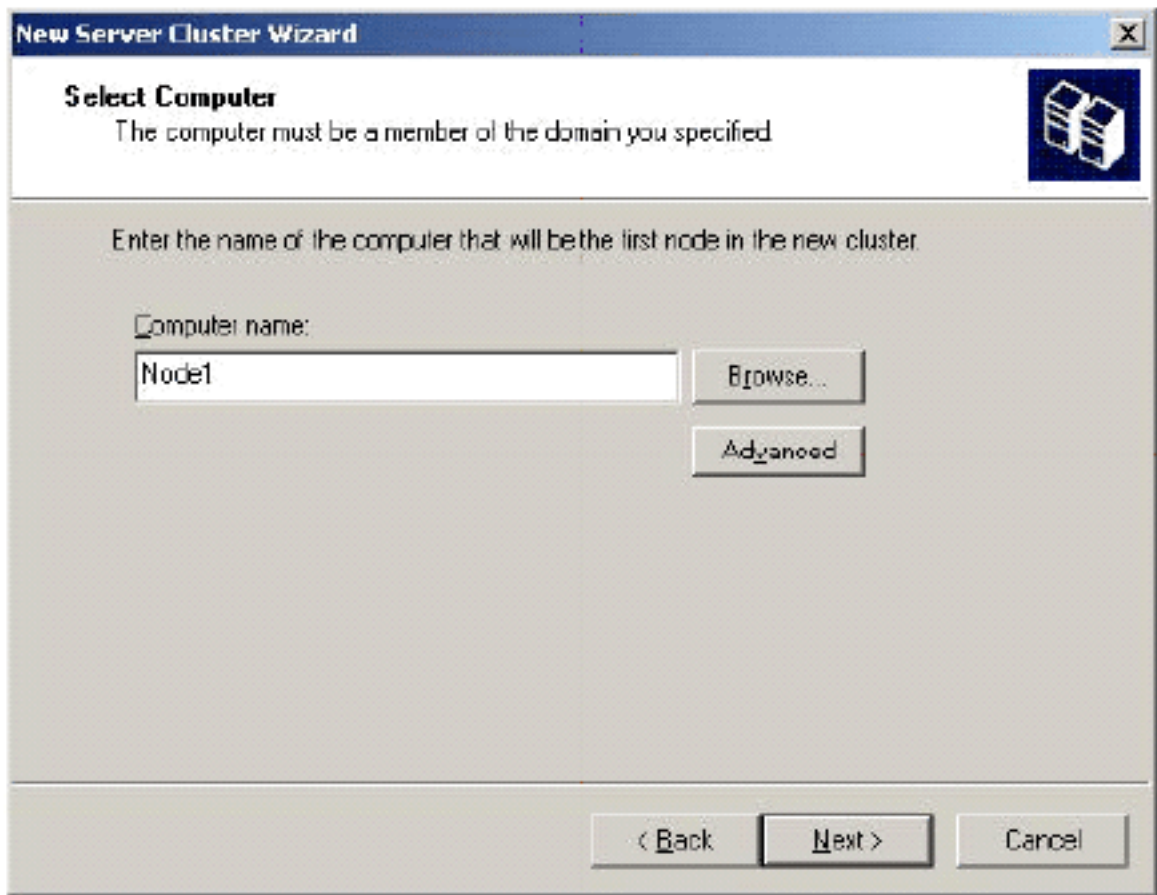 New Server Cluster Wizard
Select Computer
The computer must be a member of the domain you specified.
Enter the name of the computer that will be the first node in the new cluster.
Computer name:
Node1
Browse...
Advanced
< Back
Next >
Cancel